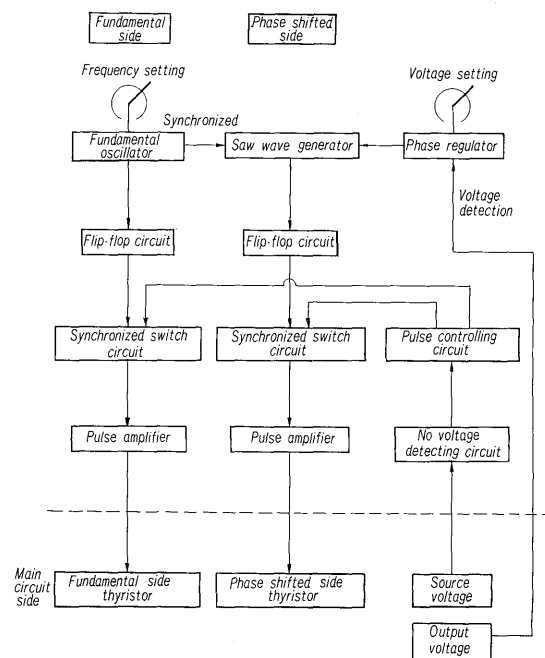 Fundamental
side
Phase shifted
side
Frequency setting
Voltage setting
Synchronized
Fundamental
oscillator
Saw wave generator
Phase regulator
Voltage
detection
Flip-flop circuit
Flip-flop circuit
Synchronized switch
circuit
Synchronized switch
circuit
Pulse controlling
circuit
Pulse amplifier
Pulse amplifier
No voltage
detecting circuit
Main
circuit
side
Fundamental side
thyristor
Phase shifted side
thyristor
Source
voltage
Output
voltage